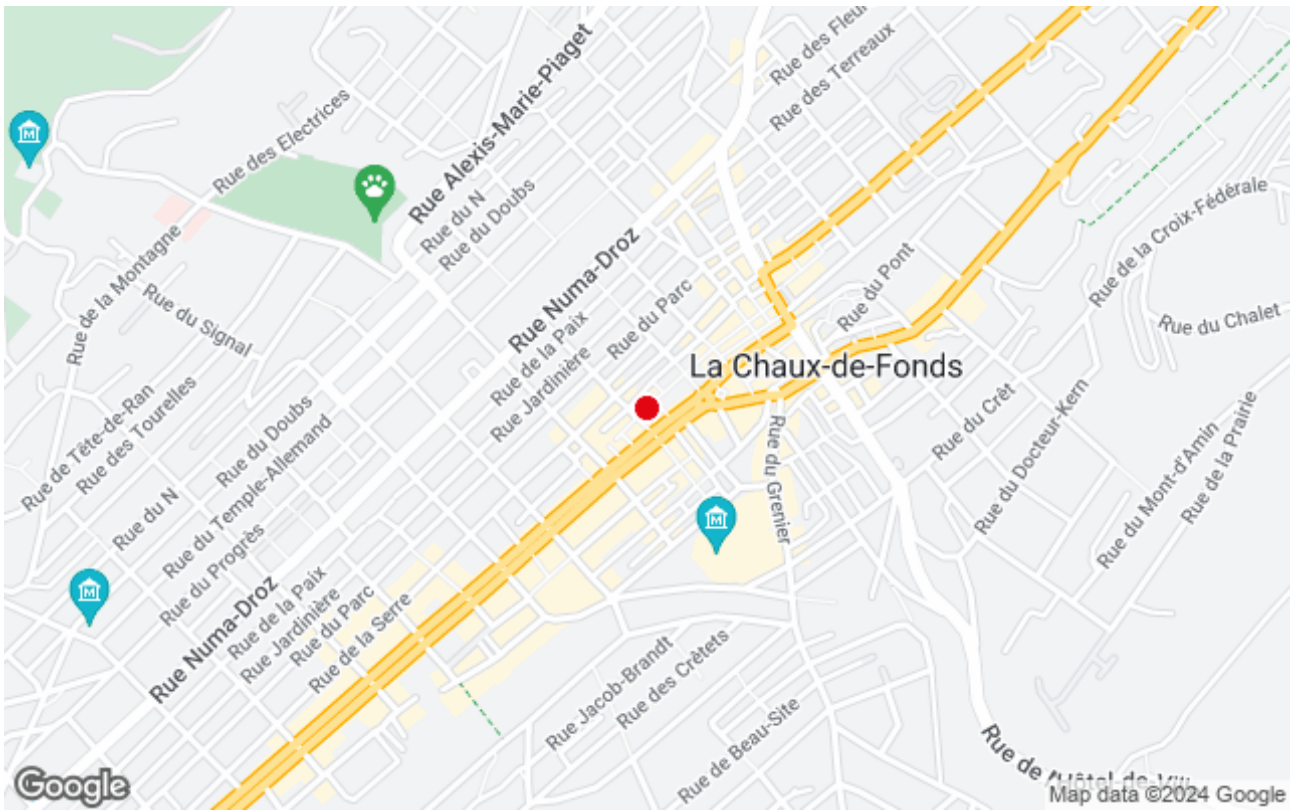 Rue des Fleur
Rue des Terreaux
Rue Alexis-Marie-Piaget
Rue des Electrices
Rue du N
Rue du Doubs
Rue de la Croix-Fédérale
Rue de la Montagne
Rue Numa-Droz
Rue du Pont
Rue du Parc
Rue du Signal
Rue de la Paix
Rue du Chalet
Rue Jardinière
La Chaux-de-Fonds
Rue de Tête-de-Ran
Rue des Tourelles
Rue du Doubs
Rue du Crêt
Rue du Docteur-Kern
Rue du Mont-d'Amin
Rue de la Prairie
Rue du Temple-Allemand
Rue du Grenier
Rue du N
Rue du Progrès
Rue Numa-Droz
Rue de la Paix
Rue Jardinière
Rue du Parc
Rue de la Serre
Rue Jacob-Brandt
Rue des Crêtets
Rue de Beau-Site
Rue de l'Hôtel-de-Vill
Google
Map data ©2024 Google